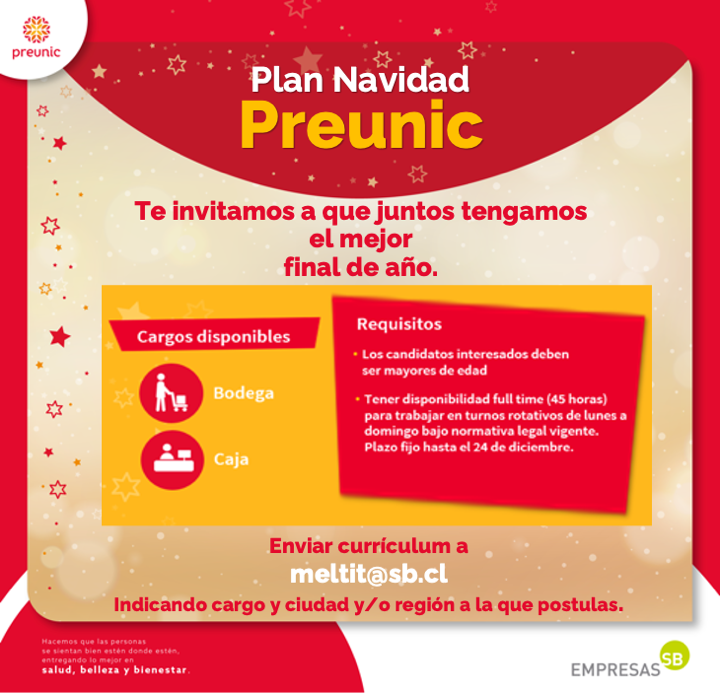 preunic
Plan Navidad
Preunic
Te invitamos a que juntos tengamos
el mejor
final de año.
Cargos disponibles
Bodega
Caja
Requisitos
• Los candidatos interesados deben
ser mayores de edad
• Tener disponibilidad full time (45 horas)
para trabajar en turnos rotativos de lunes a
domingo bajo normativa legal vigente.
Plazo fijo hasta el 24 de diciembre.
Enviar currículum a
meltit@sb.cl
Indicando cargo y ciudad y/o región a la que postulas.
Hacemos que las personas
se sientan bien estén donde estén,
entregando lo mejor en
salud, belleza y bienestar.
EMPRESAS SB